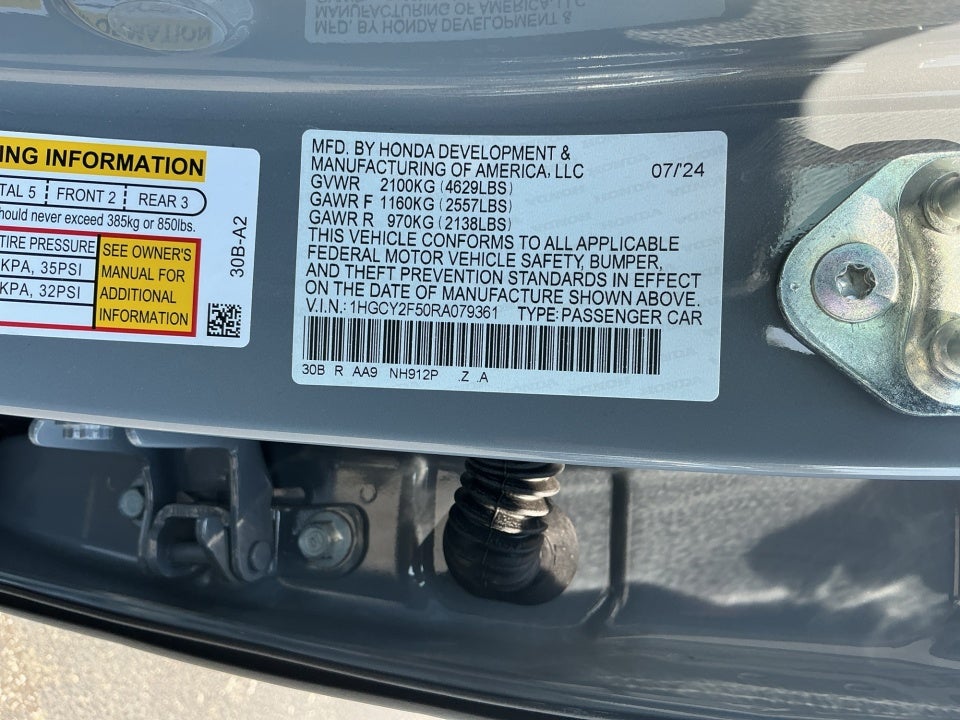 MFD. BY HONDA DEVELOPMENT &
MANUFACTURING OF AMERICA, LLC 07/'24
GVWR 2100KG (4629LBS)
GAWR F 1160KG (2557LBS)
GAWR R 970KG (2138LBS)
THIS VEHICLE CONFORMS TO ALL APPLICABLE
FEDERAL MOTOR VEHICLE SAFETY, BUMPER,
AND THEFT PREVENTION STANDARDS IN EFFECT
ON THE DATE OF MANUFACTURE SHOWN ABOVE.
V.I.N.: 1HGCY2F50RA079361 TYPE: PASSENGER CAR
30B R AA9 NH912P .Z .A
ING INFORMATION
TAL 5 FRONT 2 REAR 3
hould never exceed 385kg or 850lbs.
TIRE PRESSURE
KPA, 35PSI
KPA, 32PSI
SEE OWNER'S
MANUAL FOR
ADDITIONAL
INFORMATION
30B-A2